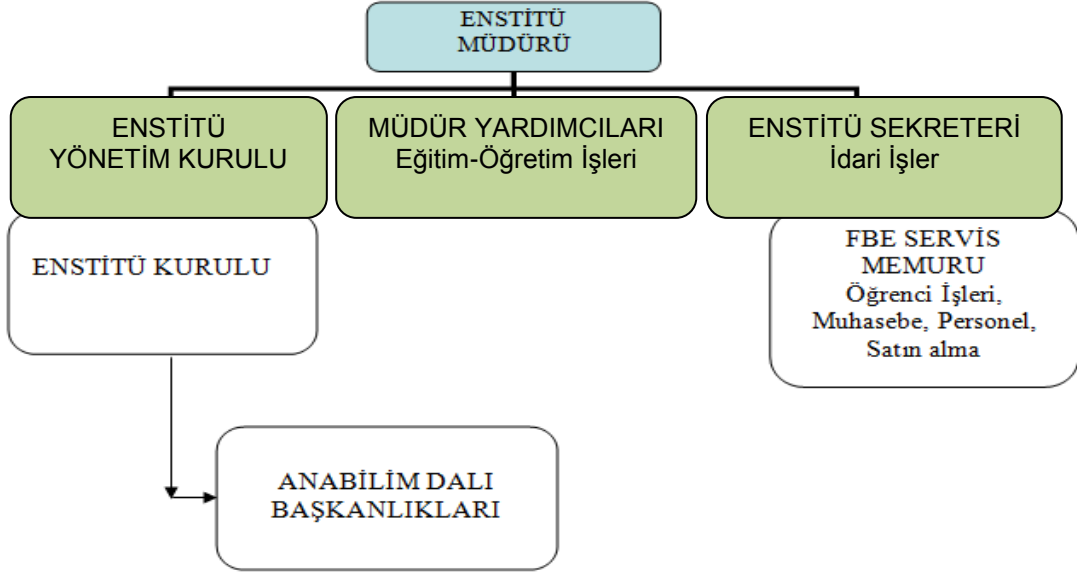 ENSTİTÜ
MÜDÜRÜ
ENSTİTÜ
YÖNETİM KURULU
MÜDÜR YARDIMCILARI
Eğitim-Öğretim İşleri
ENSTİTÜ SEKRETERİ
İdari İşler
ENSTİTÜ KURULU
FBE SERVİS
MEMURU
Öğrenci İşleri,
Muhasebe, Personel,
Satın alma
ANABİLİM DALI
BAŞKANLIKLARI